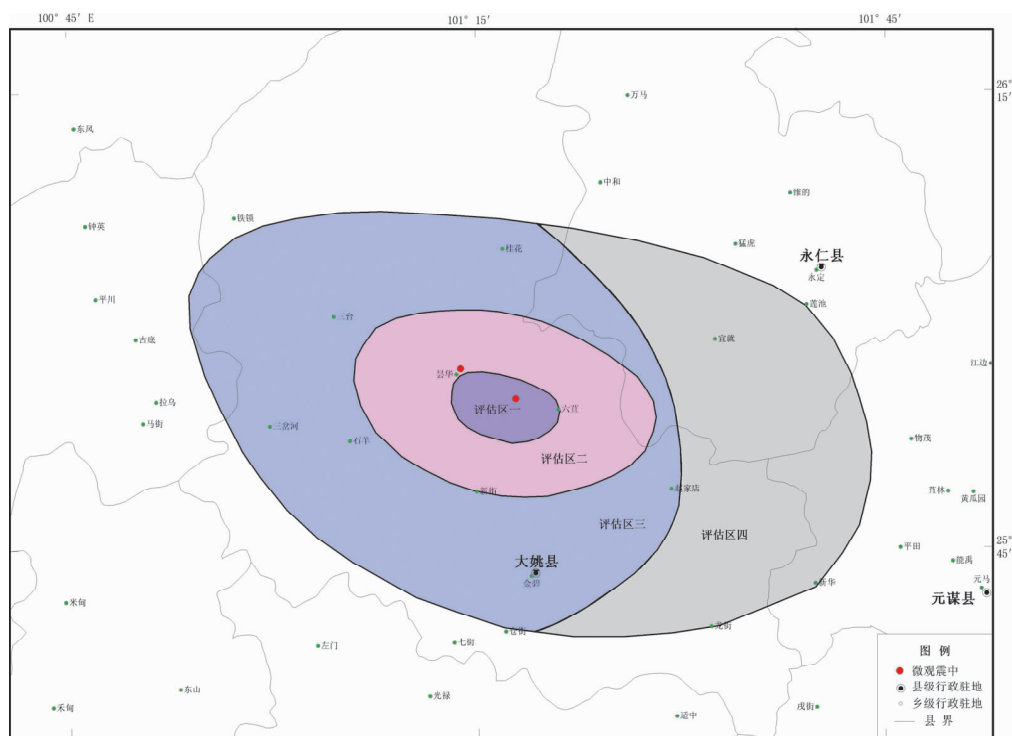 100° 45′ E
101° 15′
101° 45′
26°
15′
万马
东风
中和
维的
铁锁
钟英
桂花
猛虎
永仁县
永定
平川
莲池
三台
宜就
古底
江边
昙华
拉乌
评估区一
六苴
马街
三岔河
石羊
物茂
评估区二
新街
赵家店
苴林
黄瓜园
评估区三
评估区四
25°
45′
平田
大姚县
能禹
金碧
新华
元马
元谋县
米甸
仓街
龙街
左门
七街
图 例
微观震中
县级行政驻地
乡级行政驻地
县 界
东山
光禄
禾甸
适中
戌街